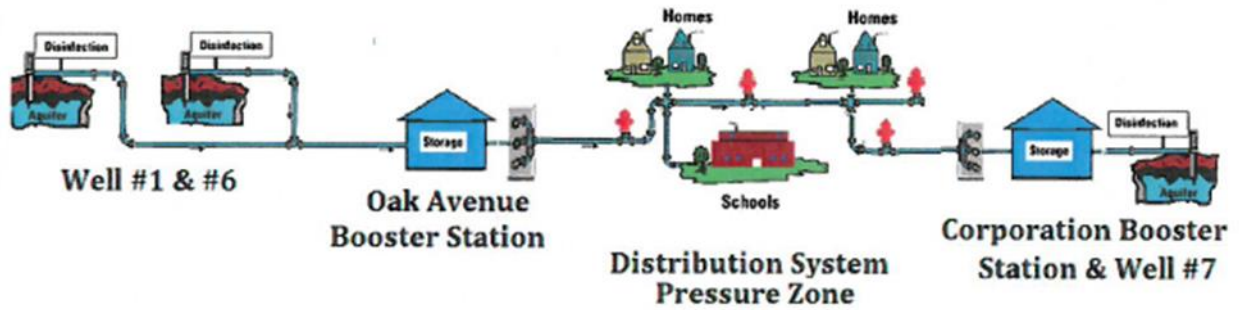 Disinfection
Disinfection
Homes
Homes
Aquifer
Aquifer
Storage
Disinfection
Storage
Aquifer
Well #1 & #6
Oak Avenue
Booster Station
Schools
Distribution System
Pressure Zone
Corporation Booster
Station & Well #7